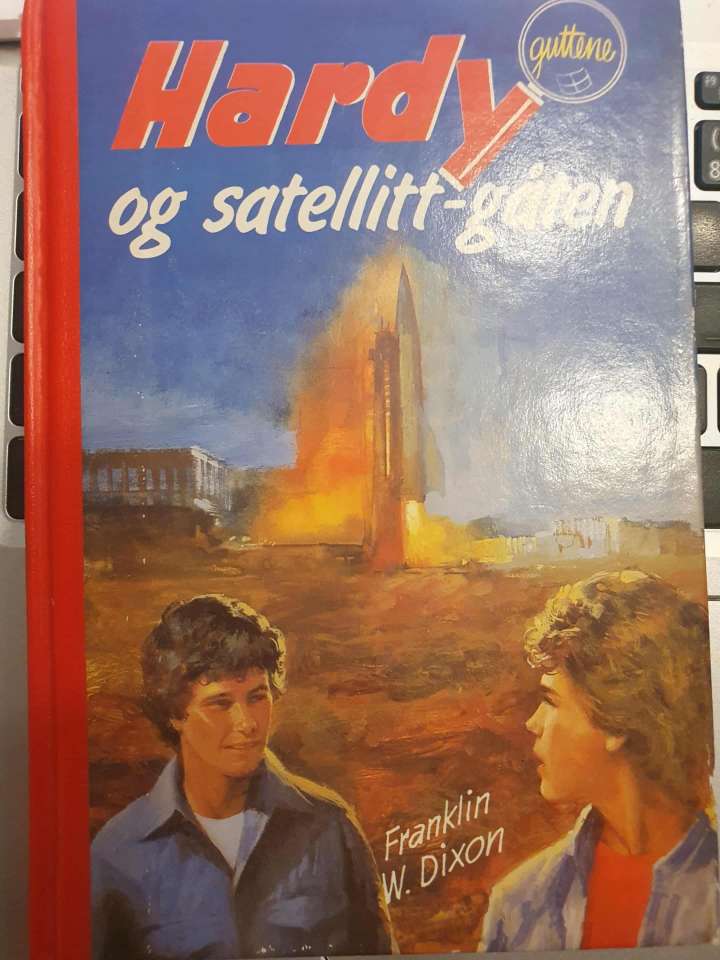 Hardy
guttene
og satellitt-gåten
Franklin
W. Dixon